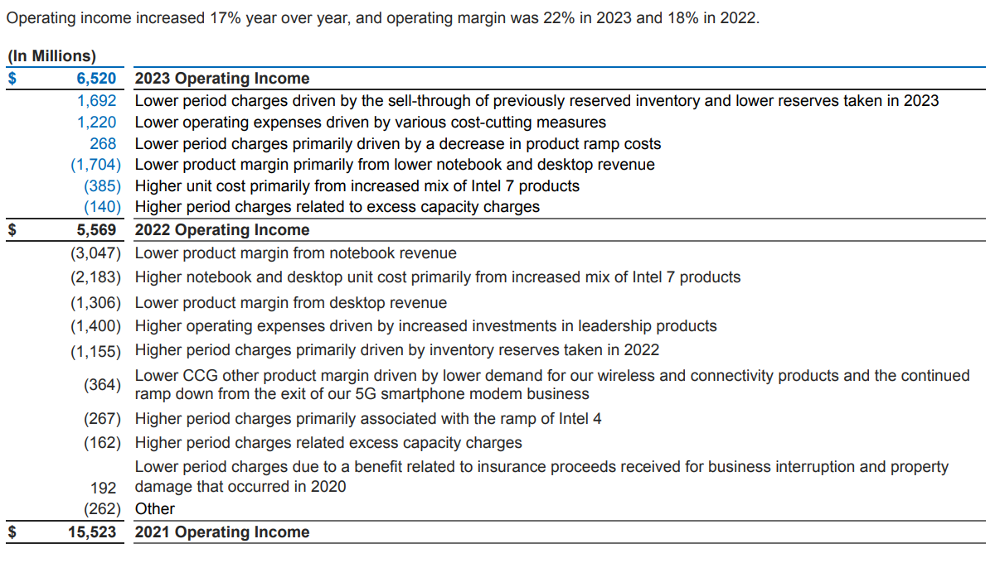 Operating income increased 17% year over year, and operating margin was 22% in 2023 and 18% in 2022.
(In Millions)
$ 6,520 2023 Operating Income
1,692 Lower period charges driven by the sell-through of previously reserved inventory and lower reserves taken in 2023
1,220 Lower operating expenses driven by various cost-cutting measures
268 Lower period charges primarily driven by a decrease in product ramp costs
(1,704) Lower product margin primarily from lower notebook and desktop revenue
(385) Higher unit cost primarily from increased mix of Intel 7 products
(140) Higher period charges related to excess capacity charges
$ 5,569 2022 Operating Income
(3,047) Lower product margin from notebook revenue
(2,183) Higher notebook and desktop unit cost primarily from increased mix of Intel 7 products
(1,306) Lower product margin from desktop revenue
(1,400) Higher operating expenses driven by increased investments in leadership products
(1,155) Higher period charges primarily driven by inventory reserves taken in 2022
(364) Lower CCG other product margin driven by lower demand for our wireless and connectivity products and the continued
ramp down from the exit of our 5G smartphone modem business
(267) Higher period charges primarily associated with the ramp of Intel 4
(162) Higher period charges related excess capacity charges
Lower period charges due to a benefit related to insurance proceeds received for business interruption and property
192 damage that occurred in 2020
(262) Other
$ 15,523 2021 Operating Income